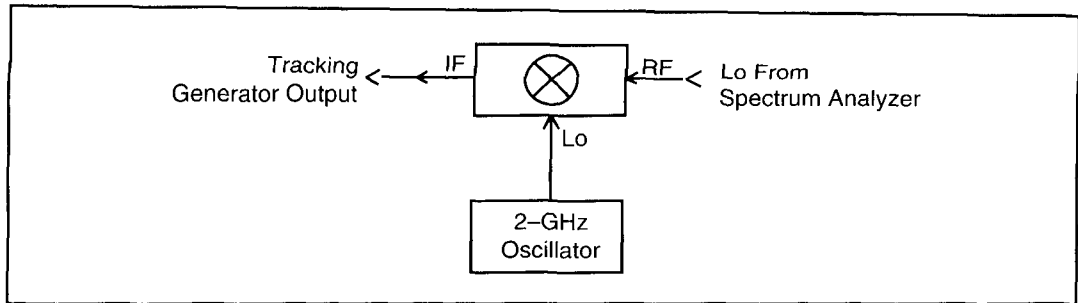 Tracking
Generator Output
IF
RF
Lo From
Spectrum Analyzer
Lo
2–GHz
Oscillator